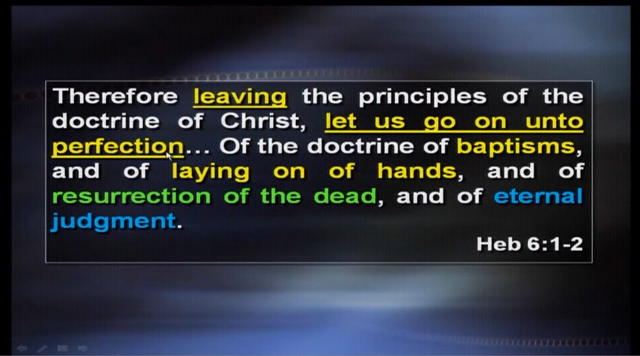 Therefore leaving the principles of the
doctrine of Christ, let us go on unto
perfection... Of the doctrine of baptisms,
and of laying on of hands, and of
resurrection of the dead, and of eternal
judgment.
Heb 6:1-2